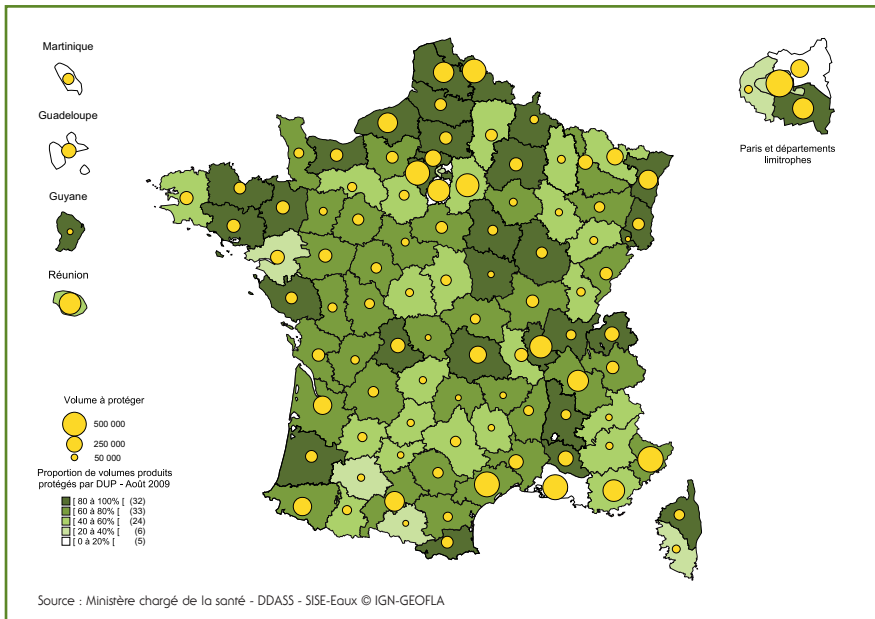 Martinique
Guadeloupe
Guyane
Réunion
Paris et départements
limitrophes
Volume à protéger
500 000
250 000
50 000
Proportion de volumes produits
protégés par DUP - Août 2009
[ 80 à 100% [ (32)
[ 60 à 80% [ (33)
[ 40 à 60% [ (24)
[ 20 à 40% [ (6)
[ 0 à 20% [ (5)
Source : Ministère chargé de la santé - DDASS - SISE-Eaux © IGN-GEOFLA